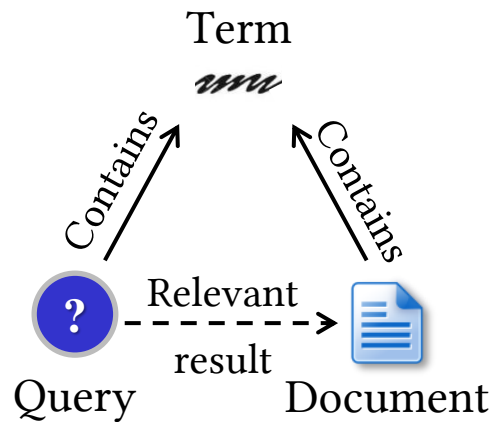 Term
Contains
Contains
?
Relevant
result
Query
Document